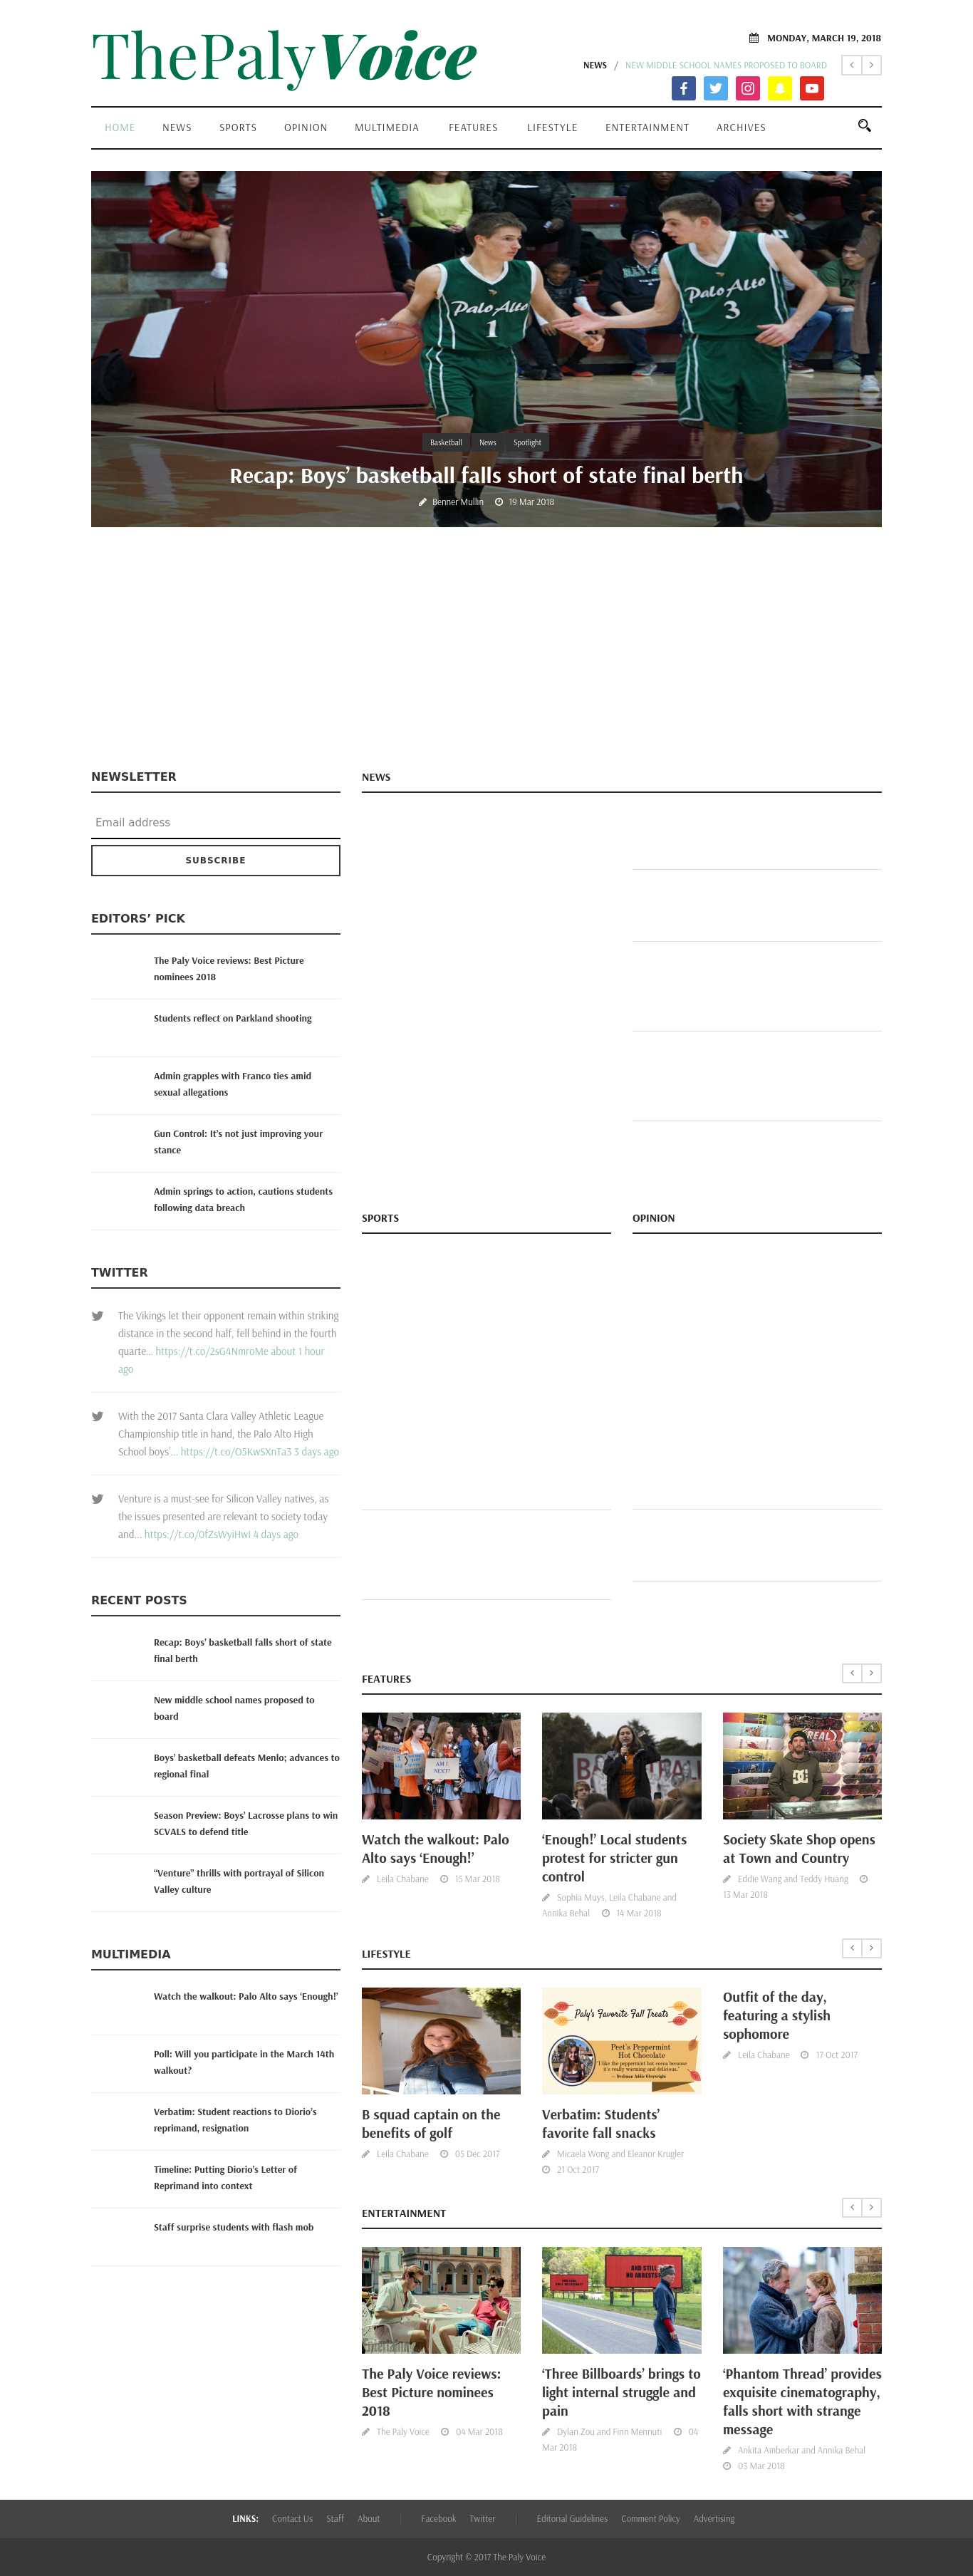 ThePalyVoice
MONDAY, MARCH 19, 2018
NEWS / NEW MIDDLE SCHOOL NAMES PROPOSED TO BOARD
HOME NEWS SPORTS OPINION MULTIMEDIA FEATURES LIFESTYLE ENTERTAINMENT ARCHIVES
Palo Alto
1
Palo Alto
3
Basketball News Spotlight
Recap: Boys’ basketball falls short of state final berth
Benner Mullin 19 Mar 2018
NEWSLETTER
Email address
SUBSCRIBE
EDITORS’ PICK
The Paly Voice reviews: Best Picture
nominees 2018
Students reflect on Parkland shooting
Admin grapples with Franco ties amid
sexual allegations
Gun Control: It’s not just improving your
stance
Admin springs to action, cautions students
following data breach
TWITTER
The Vikings let their opponent remain within striking
distance in the second half, fell behind in the fourth
quarte... https://t.co/2sG4NmroMe about 1 hour
ago
With the 2017 Santa Clara Valley Athletic League
Championship title in hand, the Palo Alto High
School boys’... https://t.co/O5KwSXnTa3 3 days ago
Venture is a must-see for Silicon Valley natives, as
the issues presented are relevant to society today
and... https://t.co/0fZsWyiHwI 4 days ago
RECENT POSTS
Recap: Boys’ basketball falls short of state
final berth
New middle school names proposed to
board
Boys’ basketball defeats Menlo; advances to
regional final
Season Preview: Boys’ Lacrosse plans to win
SCVALS to defend title
“Venture” thrills with portrayal of Silicon
Valley culture
MULTIMEDIA
Watch the walkout: Palo Alto says ‘Enough!’
Poll: Will you participate in the March 14th
walkout?
Verbatim: Student reactions to Diorio’s
reprimand, resignation
Timeline: Putting Diorio’s Letter of
Reprimand into context
Staff surprise students with flash mob
NEWS
SPORTS
OPINION
FEATURES
AM I
NEXT?
REAL
Watch the walkout: Palo
Alto says ‘Enough!’
Leila Chabane 15 Mar 2018
‘Enough!’ Local students
protest for stricter gun
control
Sophia Muys, Leila Chabane and
Annika Behal 14 Mar 2018
Society Skate Shop opens
at Town and Country
Eddie Wang and Teddy Huang
13 Mar 2018
LIFESTYLE
B squad captain on the
benefits of golf
Leila Chabane 05 Dec 2017
Paly's Favorite Fall Treats
Peet's Peppermint
Hot Chocolate
Verbatim: Students’
favorite fall snacks
Micaela Wong and Eleanor Krugler
21 Oct 2017
Outfit of the day,
featuring a stylish
sophomore
Leila Chabane 17 Oct 2017
ENTERTAINMENT
AND STILL
NO ARRESTS?
The Paly Voice reviews:
Best Picture nominees
2018
The Paly Voice 04 Mar 2018
‘Three Billboards’ brings to
light internal struggle and
pain
Dylan Zou and Finn Mennuti 04
Mar 2018
‘Phantom Thread’ provides
exquisite cinematography,
falls short with strange
message
Ankita Amberkar and Annika Behal
03 Mar 2018
LINKS: Contact Us Staff About | Facebook Twitter | Editorial Guidelines Comment Policy Advertising
Copyright © 2017 The Paly Voice